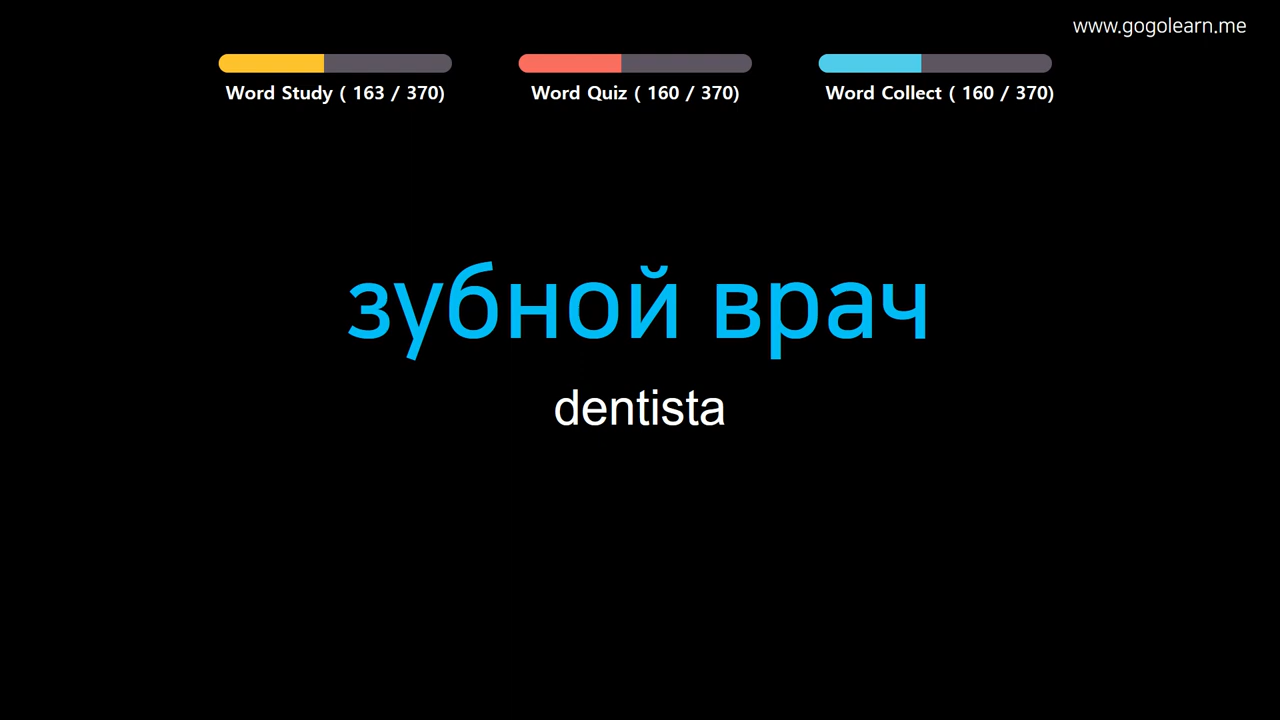 www.gogolearn.me
Word Study ( 163 / 370)
Word Quiz ( 160 / 370)
Word Collect ( 160 / 370)
зубной врач
dentista